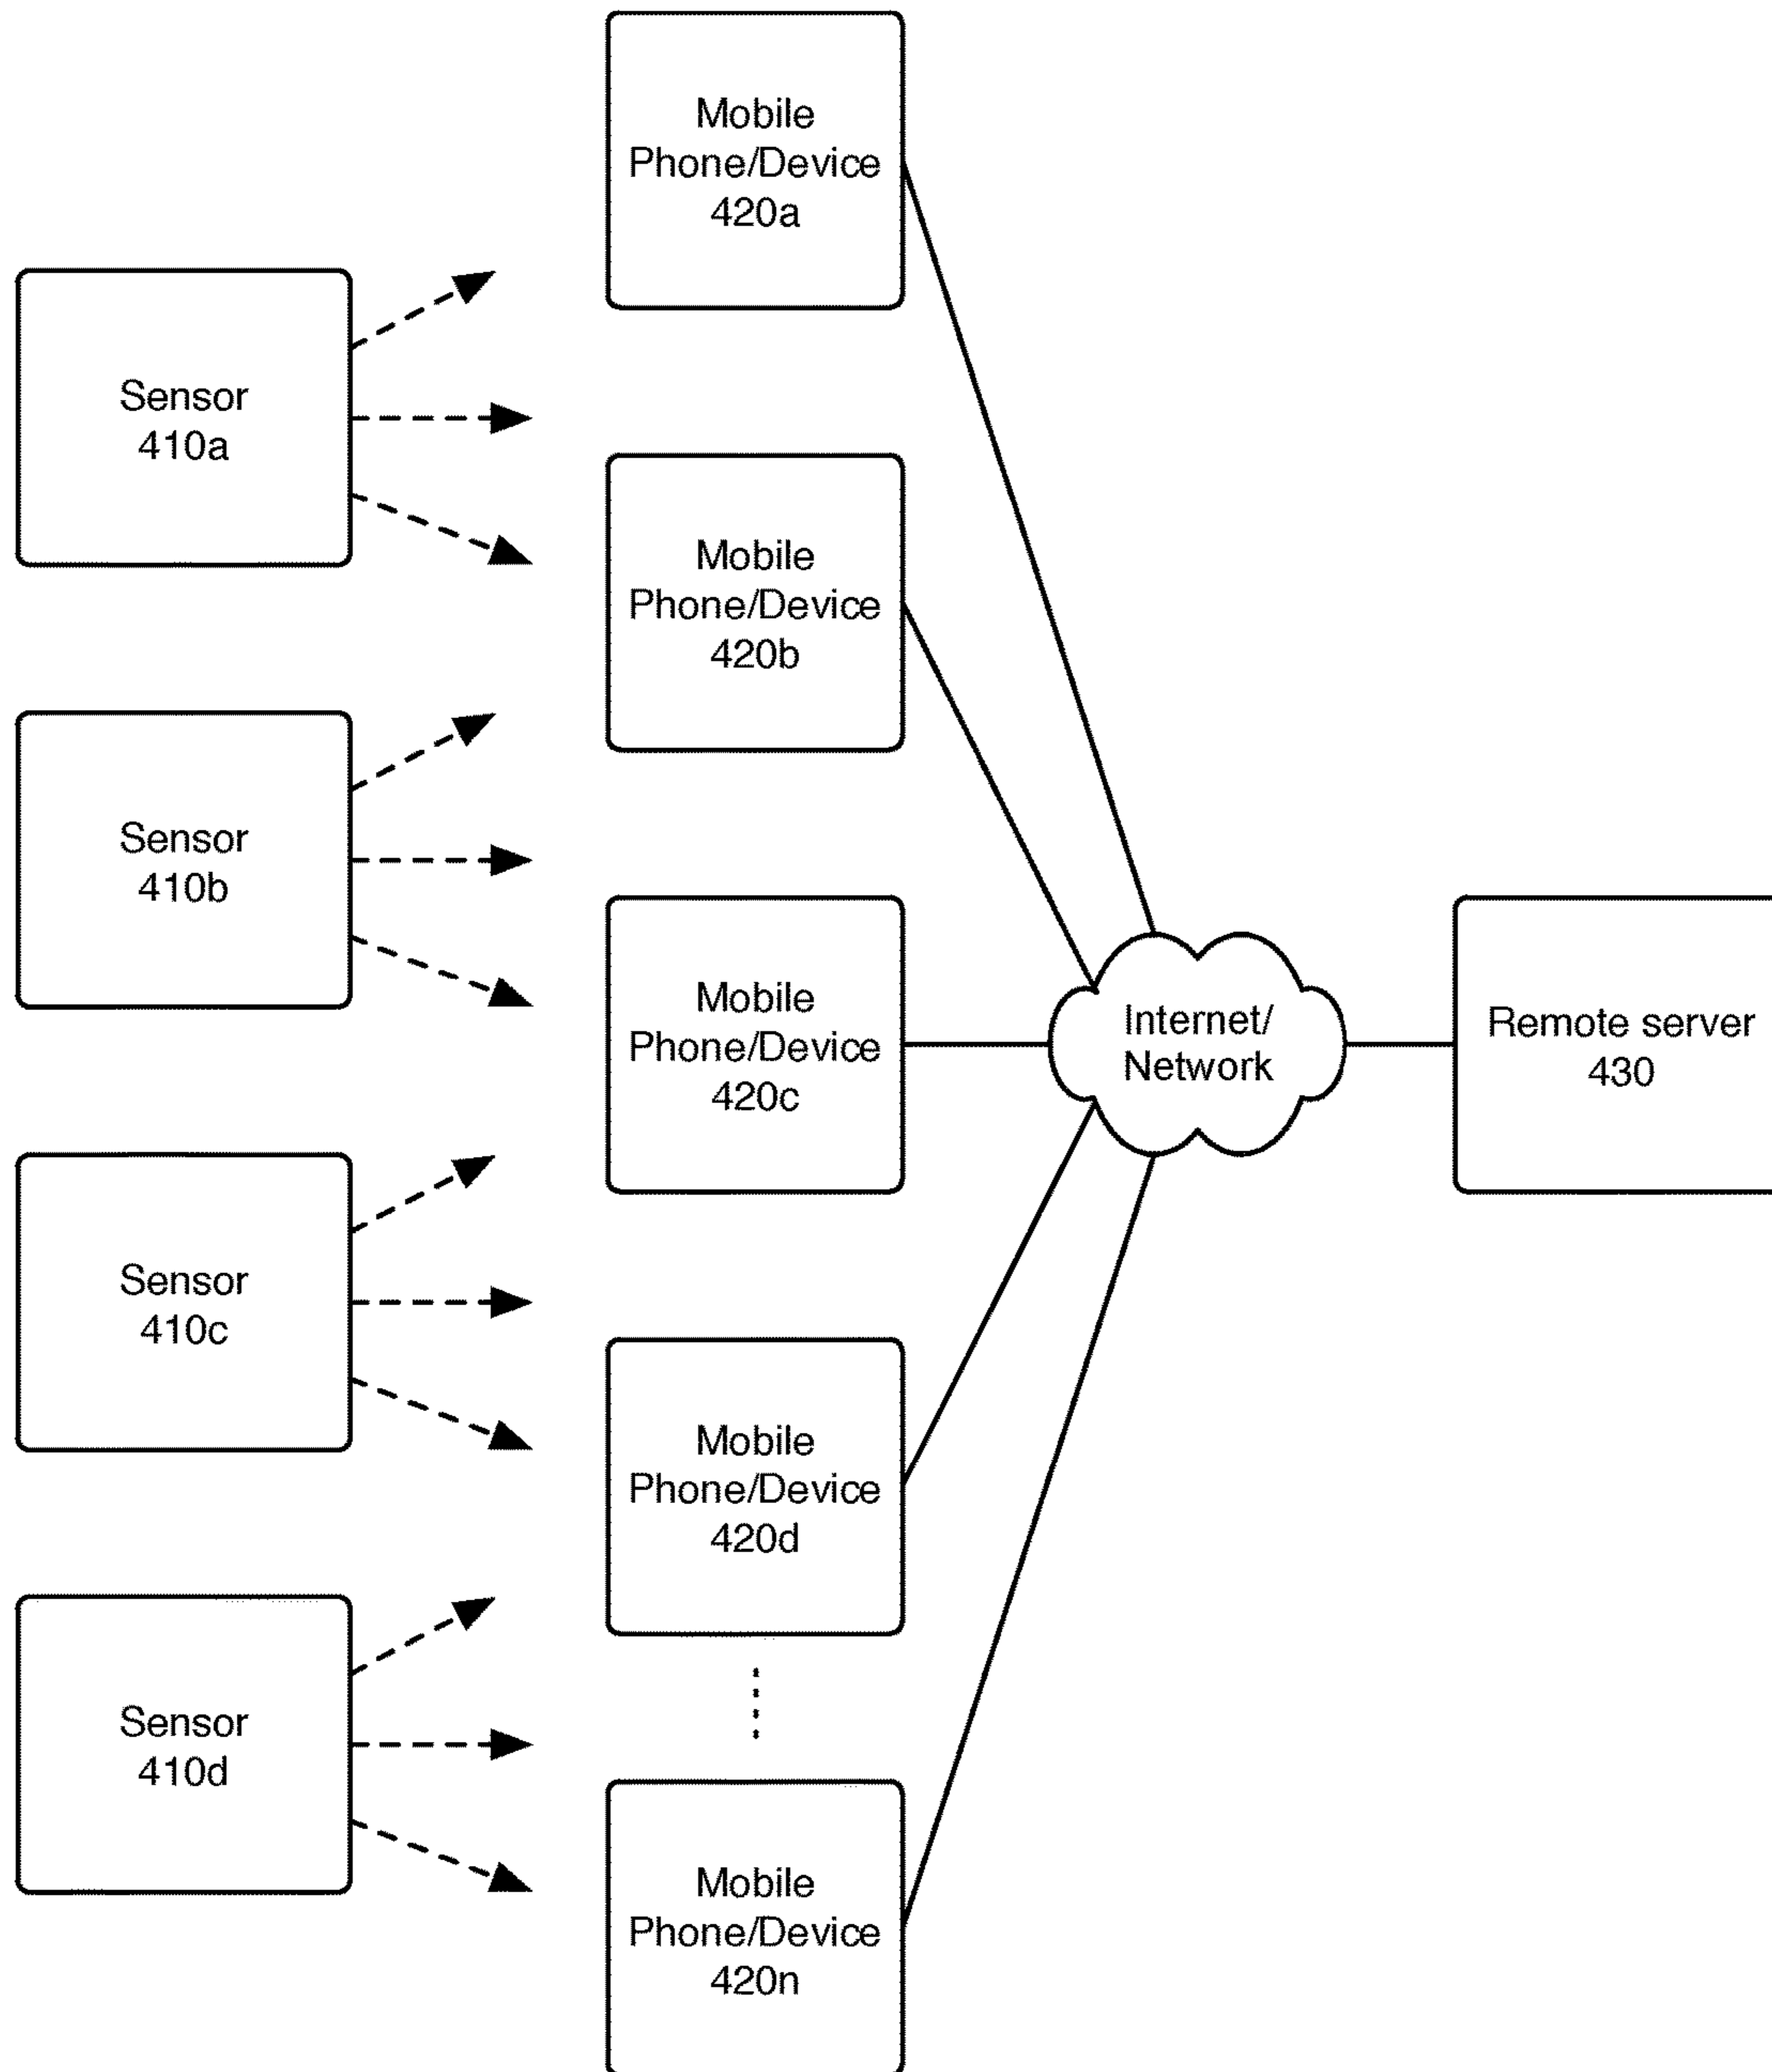 Mobile
Phone/Device
420a
Sensor
410a
Mobile
Phone/Device
420b
Sensor
410b
Mobile
Phone/Device
420c
Internet/
Network
Remote server
430
Sensor
410c
Mobile
Phone/Device
420d
Sensor
410d
Mobile
Phone/Device
420n